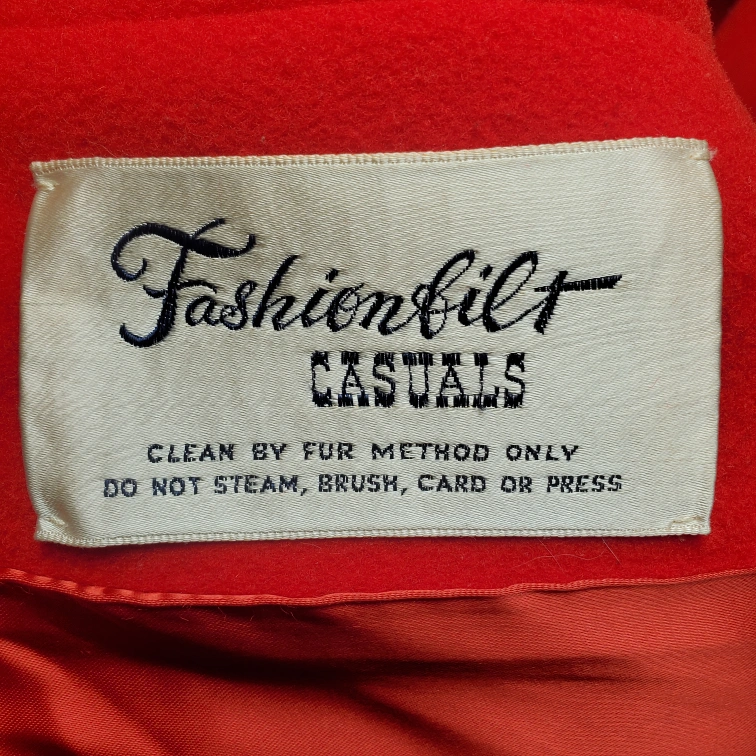 Fashionbilt
CASUALS
CLEAN BY FUR METHOD ONLY
DO NOT STEAM, BRUSH, CARD OR PRESS